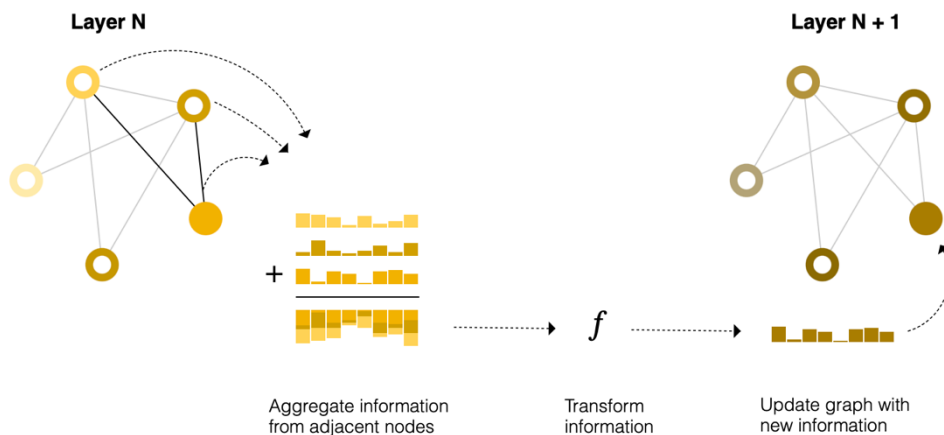 Layer N
Layer N + 1
+
f
Aggregate information
from adjacent nodes
Transform
information
Update graph with
new information